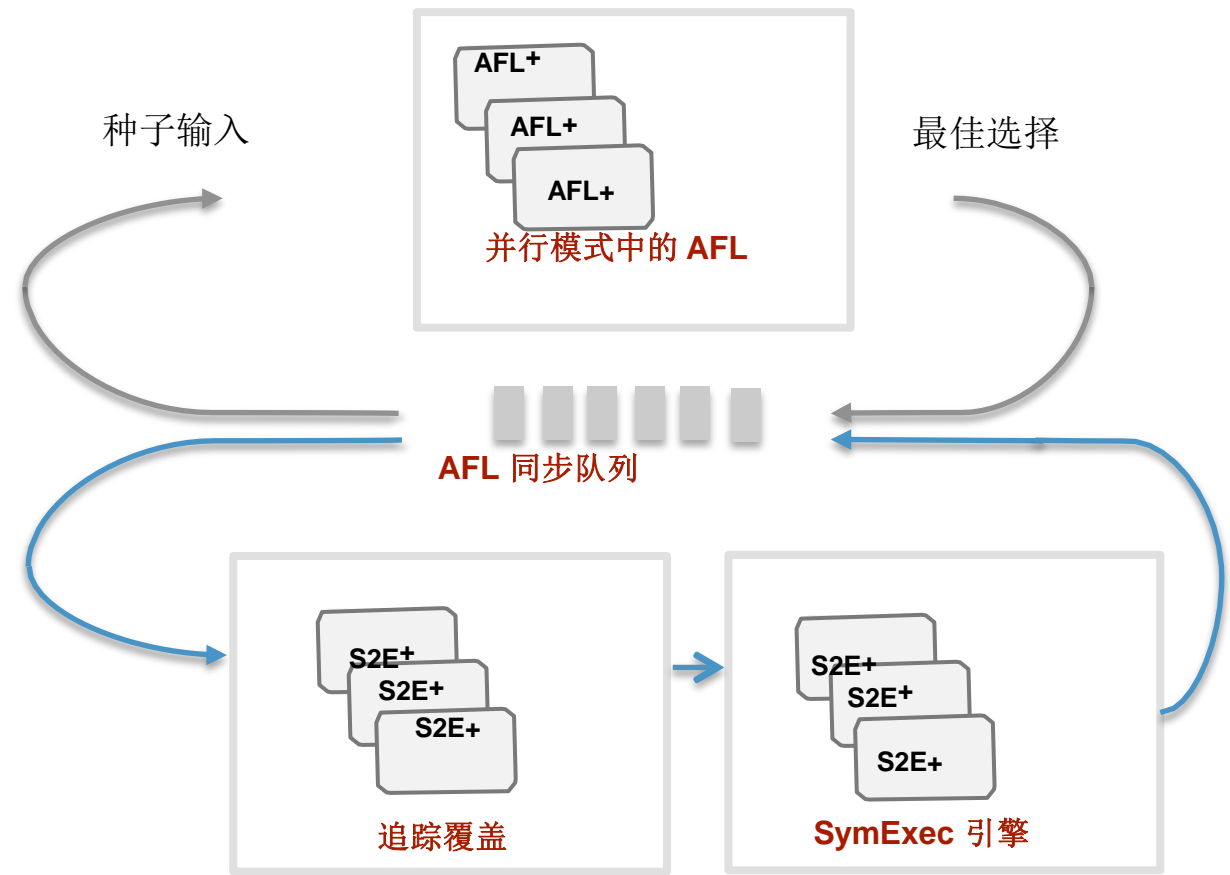 AFL+
AFL+
AFL+
种子输入
最佳选择
并行模式中的 AFL
AFL 同步队列
S2E+
S2E+
S2E+
追踪覆盖
S2E+
S2E+
S2E+
SymExec 引擎